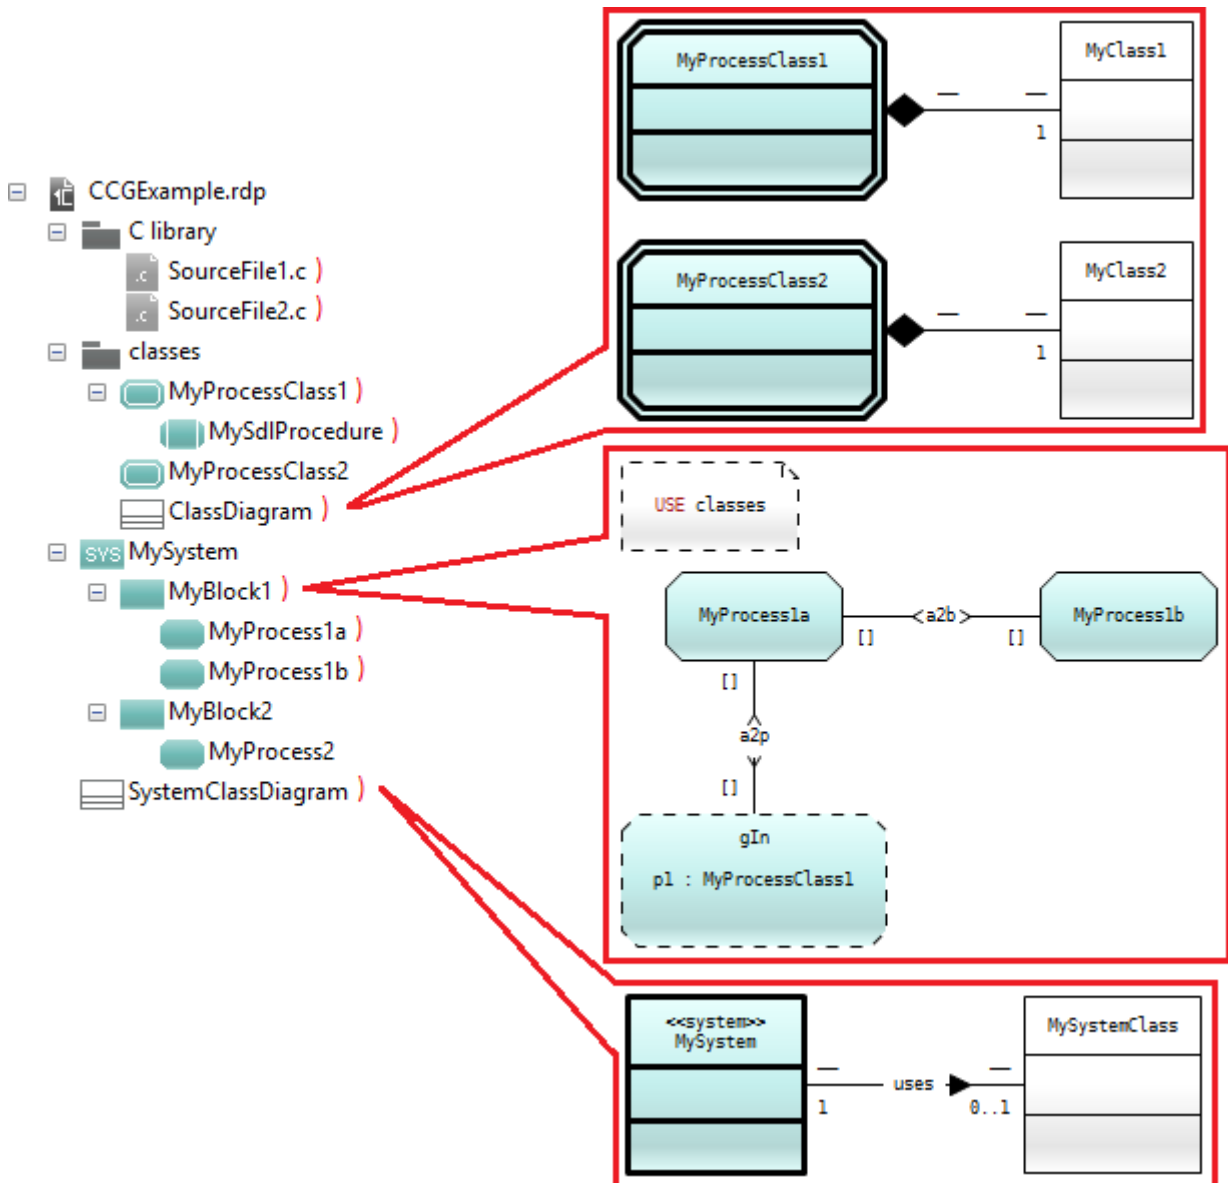 CCGExample.rdp
C library
.c SourceFile1.c )
.c SourceFile2.c )
classes
MyProcessClass1 )
MySdlProcedure )
MyProcessClass2
ClassDiagram )
SYS MySystem
MyBlock1 )
MyProcess1a )
MyProcess1b )
MyBlock2
MyProcess2
SystemClassDiagram )
MyProcessClass1
MyClass1
1
MyProcessClass2
MyClass2
1
USE classes
MyProcess1a
[]
<a2b>
[]
MyProcess1b
[]
a2p
[]
gIn
p1 : MyProcessClass1
<<system>>
MySystem
1
uses
0..1
MySystemClass